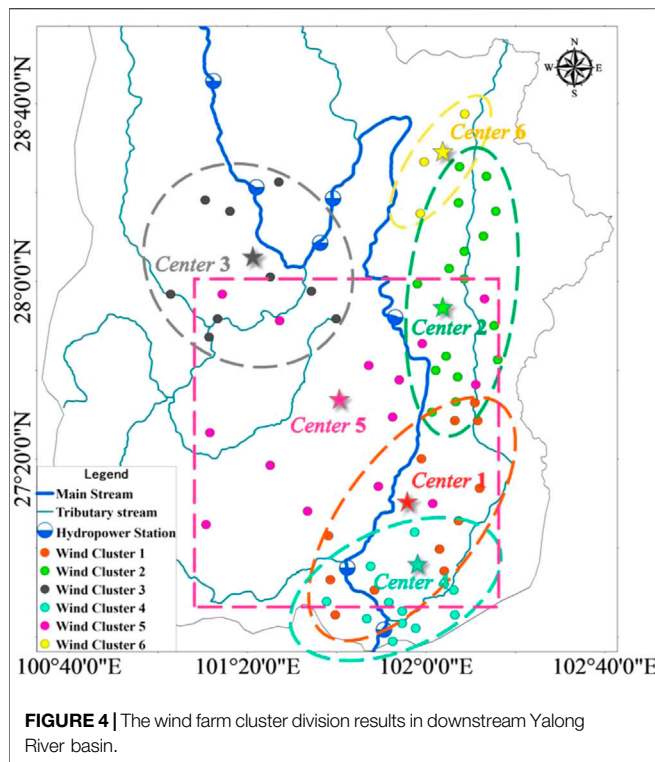 N
W E
S
28°40'0"N
28°0'0"N
27°20'0"N
Center 6
Center 3
Center 2
Center 5
Center 1
Center 4
Legend
Main Stream
Tributary stream
Hydropower Station
Wind Cluster 1
Wind Cluster 2
Wind Cluster 3
Wind Cluster 4
Wind Cluster 5
Wind Cluster 6
100°40'0"E 101°20'0"E 102°0'0"E 102°40'0"E
FIGURE 4 | The wind farm cluster division results in downstream Yalong
River basin.